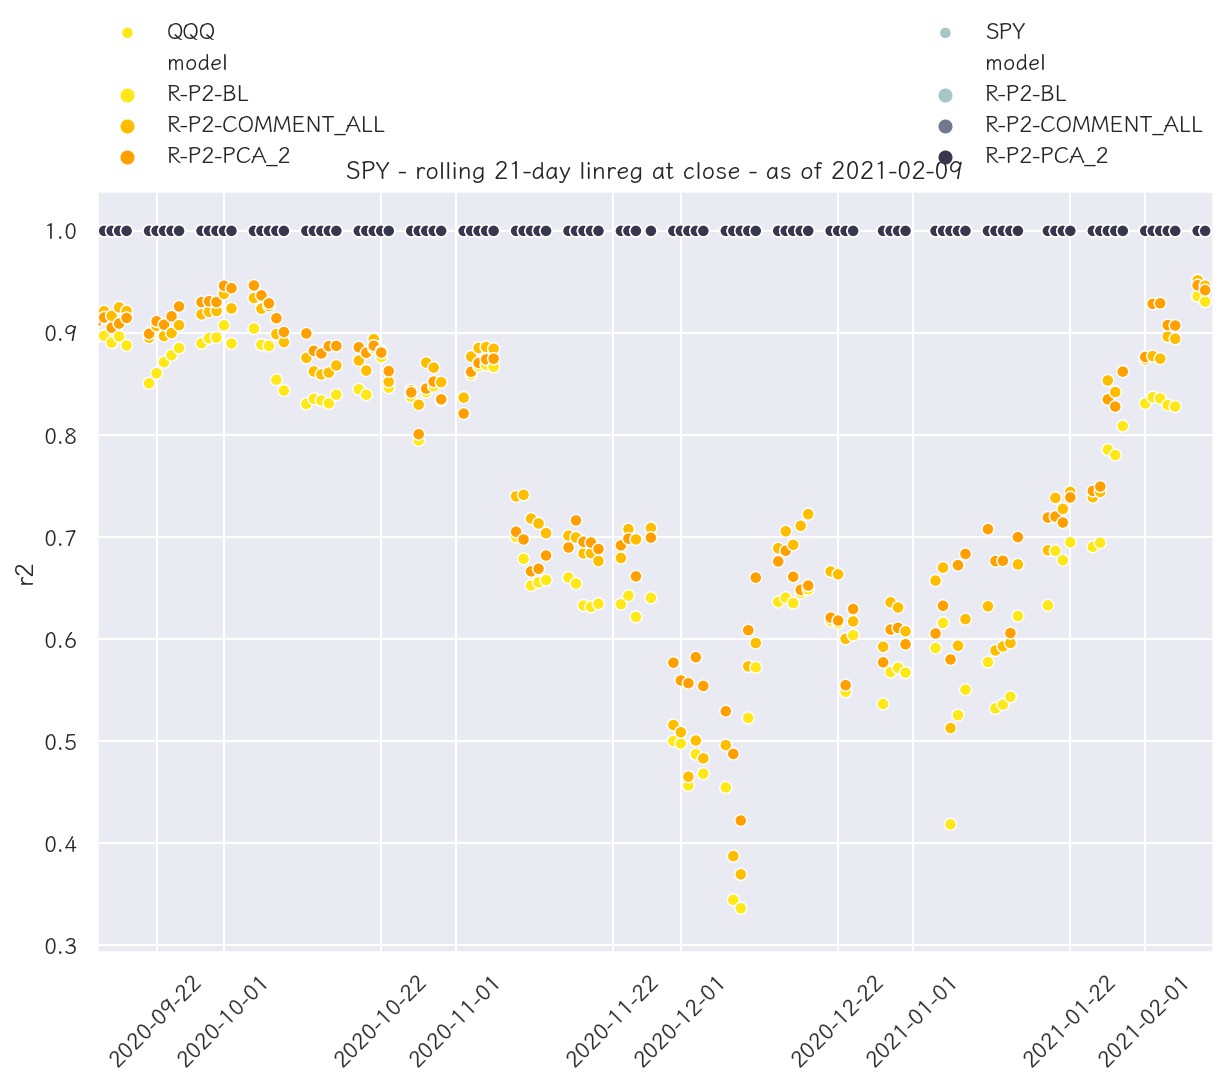 QQQ
model
R-P2-BL
R-P2-COMMENT_ALL
R-P2-PCA_2
SPY
model
R-P2-BL
R-P2-COMMENT_ALL
R-P2-PCA_2
SPY - rolling 21-day linreg at close - as of 2021-02-09
r2
1.0
0.9
0.8
0.7
0.6
0.5
0.4
0.3
2020-09-22
2020-10-01
2020-10-22
2020-11-01
2020-11-22
2020-12-01
2020-12-22
2021-01-01
2021-01-22
2021-02-01